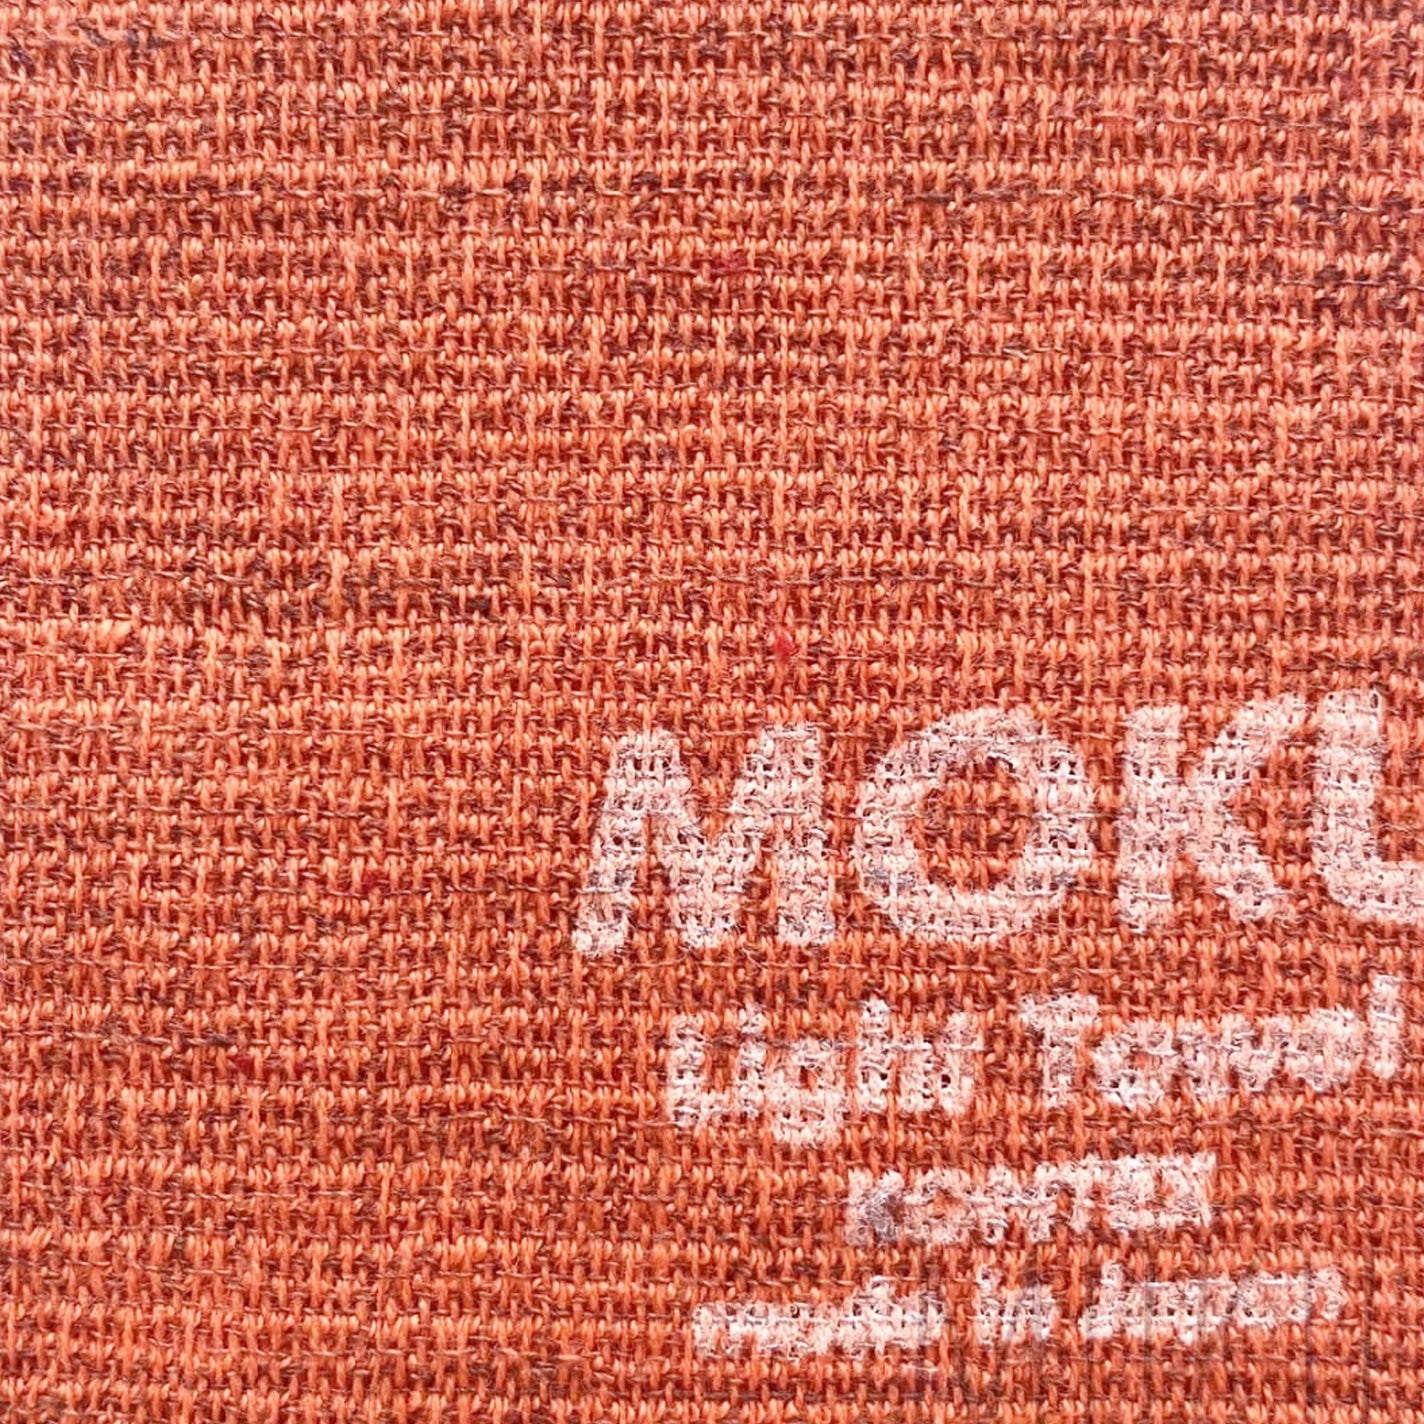 MOKU
Light Towel
KONTEX
made in Japan